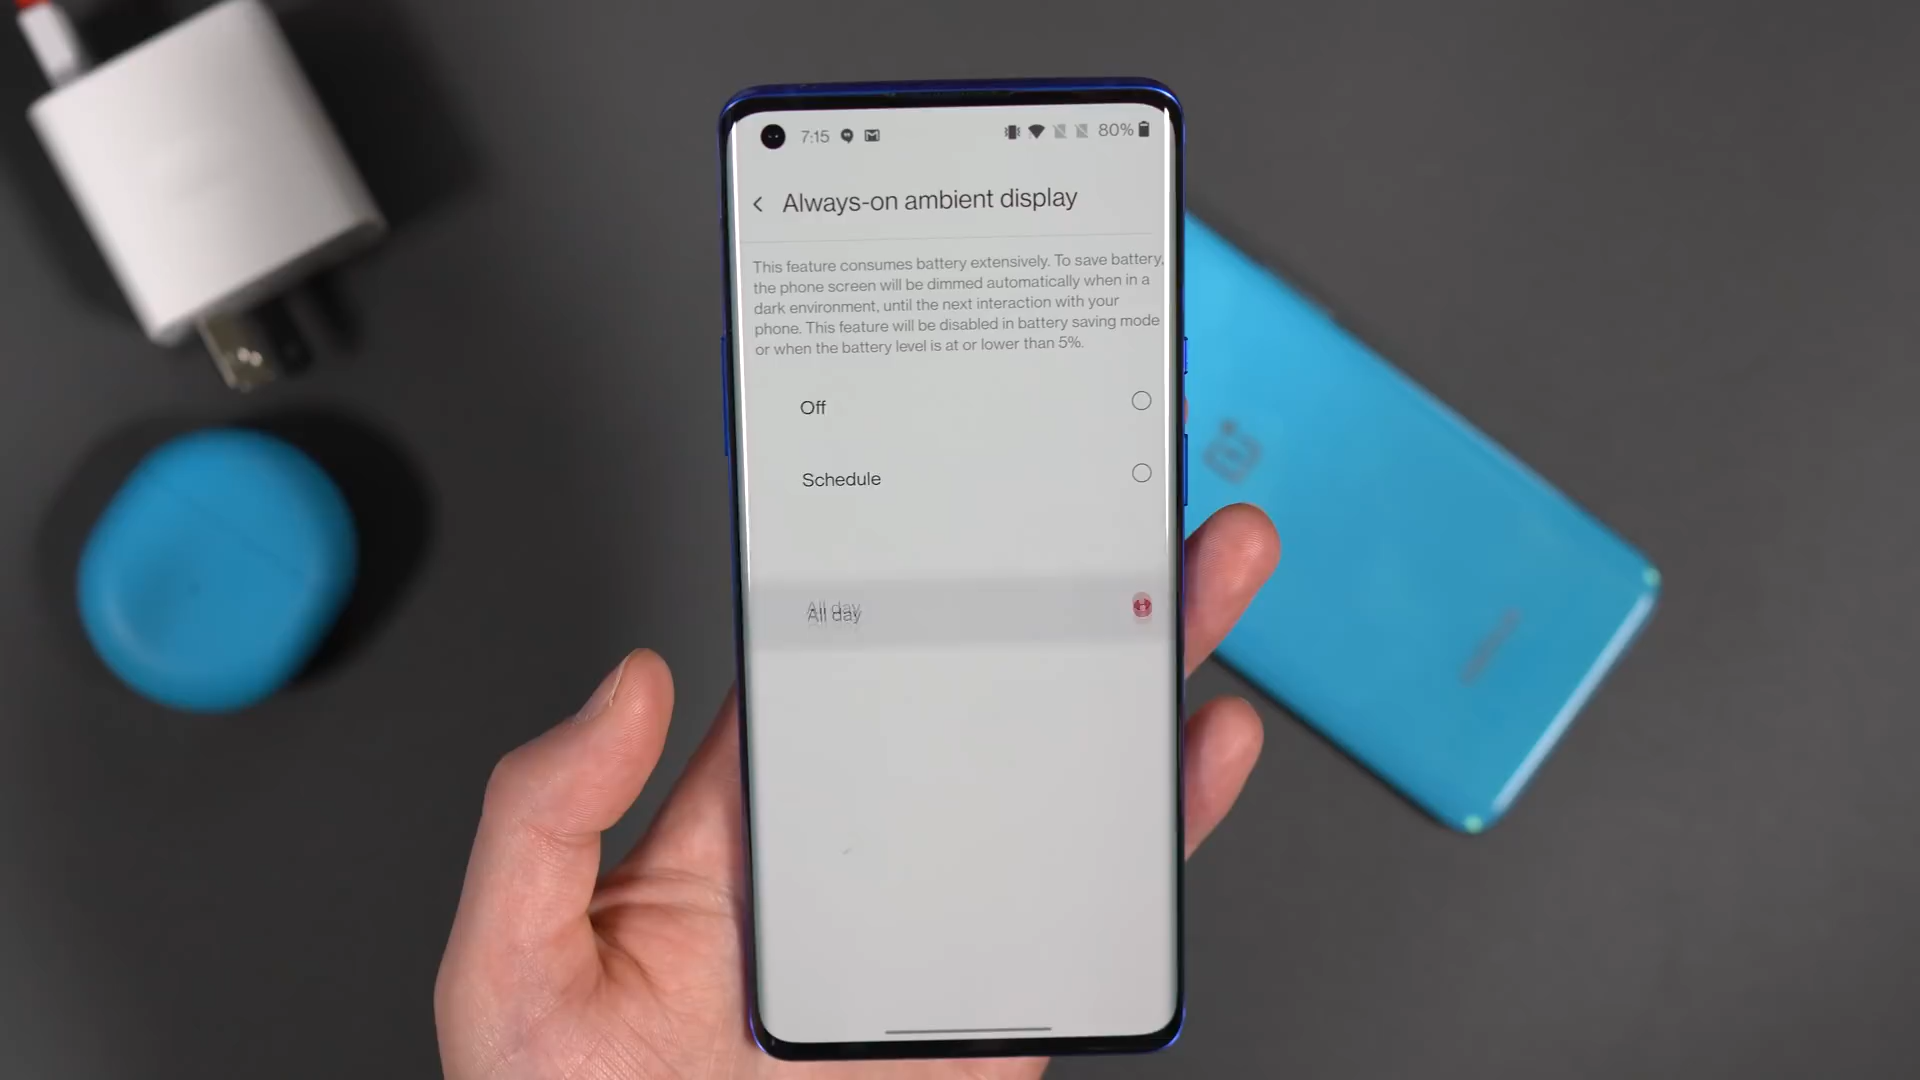 7:15
80%
Always-on ambient display
This feature consumes battery extensively. To save battery,
the phone screen will be dimmed automatically when in a
dark environment, until the next interaction with your
phone. This feature will be disabled in battery saving mode
or when the battery level is at or lower than 5%.
Off
Schedule
All day